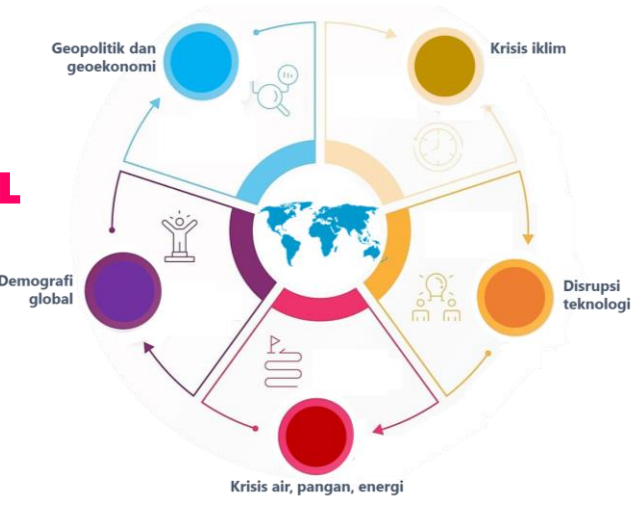 Geopolitik dan
geoekonomi
Krisis iklim
L
Demografi
global
Disrupsi
teknologi
Krisis air, pangan, energi